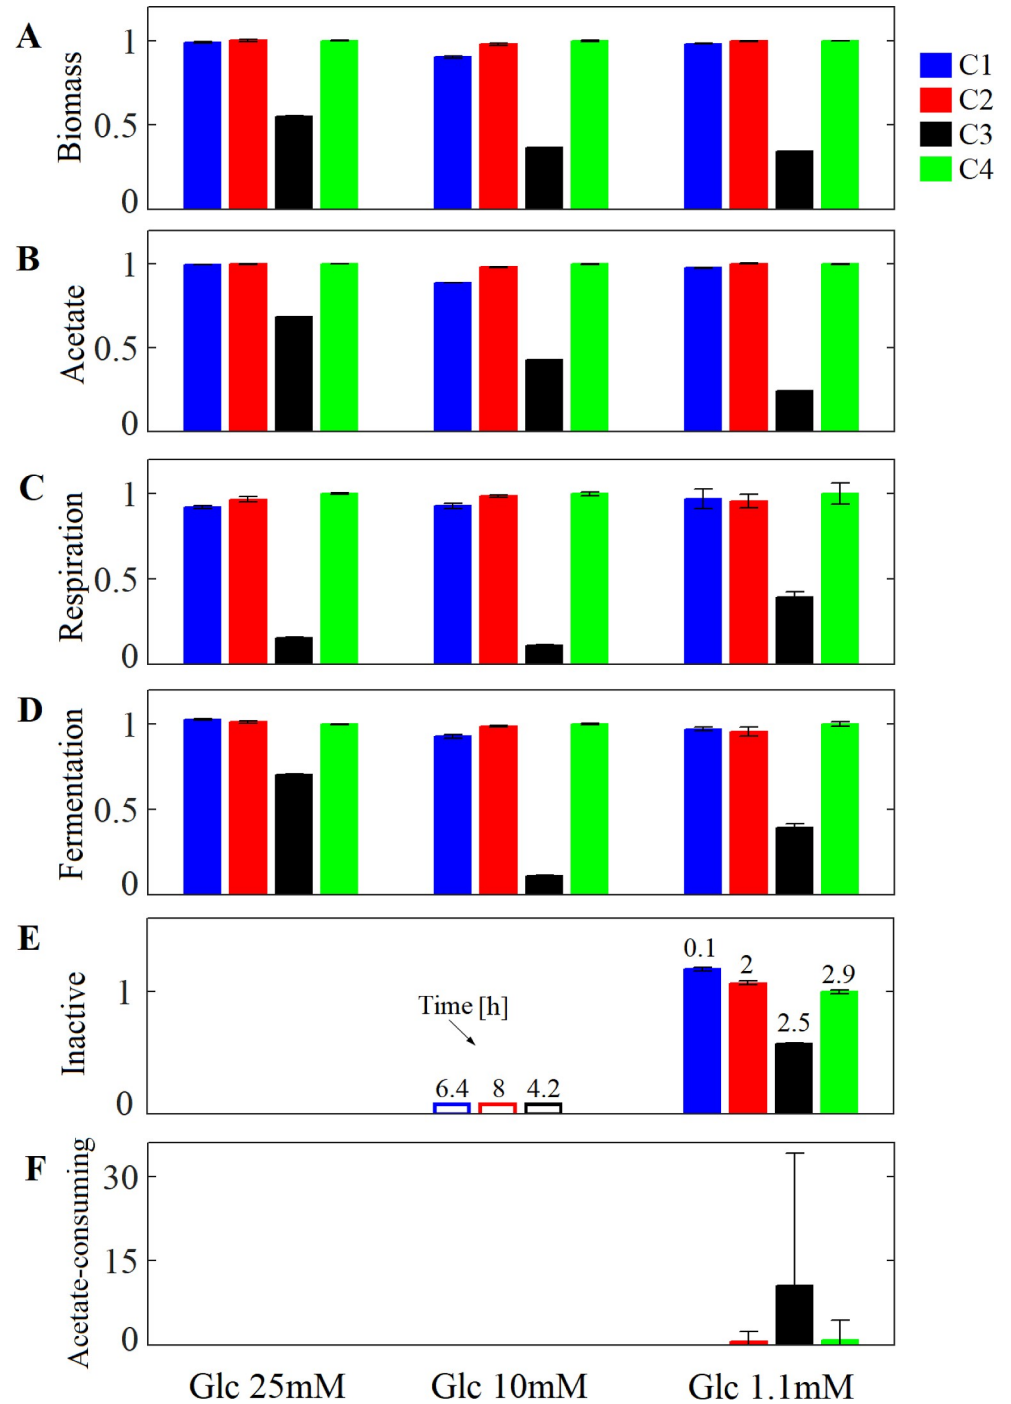 A
Biomass
1
0.5
0
C1
C2
C3
C4
B
Acetate
1
0.5
0
C
Respiration
1
0.5
0
D
Fermentation
1
0.5
0
E
Inactive
1
0
Time [h]
6.4 8 4.2
0.1 2 2.5 2.9
F
Acetate-consuming
30
15
0
Glc 25mM Glc 10mM Glc 1.1mM